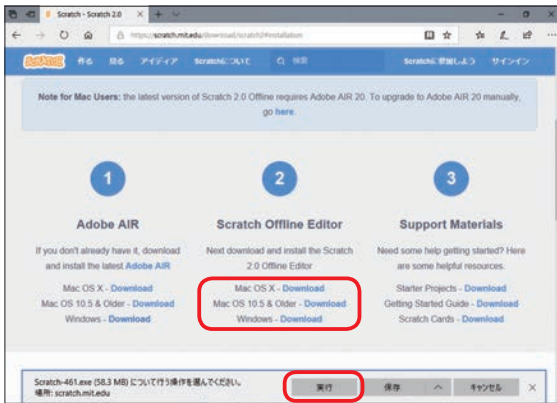 Scratch - Scratch 2.0
https://scratch.mit.edu/download/scratch2#installation
SCRATCH 作る 見る アイディア Scratchについて 検索 Scratchに参加しよう サインイン
Note for Mac Users: the latest version of Scratch 2.0 Offline requires Adobe AIR 20. To upgrade to Adobe AIR 20 manually,
go here.
1 2 3
Adobe AIR
If you don't already have it, download
and install the latest Adobe AIR
Mac OS X - Download
Mac OS 10.5 & Older - Download
Windows - Download
Scratch Offline Editor
Next download and install the Scratch
2.0 Offline Editor
Mac OS X - Download
Mac OS 10.5 & Older - Download
Windows - Download
Support Materials
Need some help getting started? Here
are some helpful resources.
Starter Projects - Download
Getting Started Guide - Download
Scratch Cards - Download
Scratch-461.exe (58.3 MB) について行う操作を選んでください。
場所: scratch.mit.edu
実行 保存 キャンセル